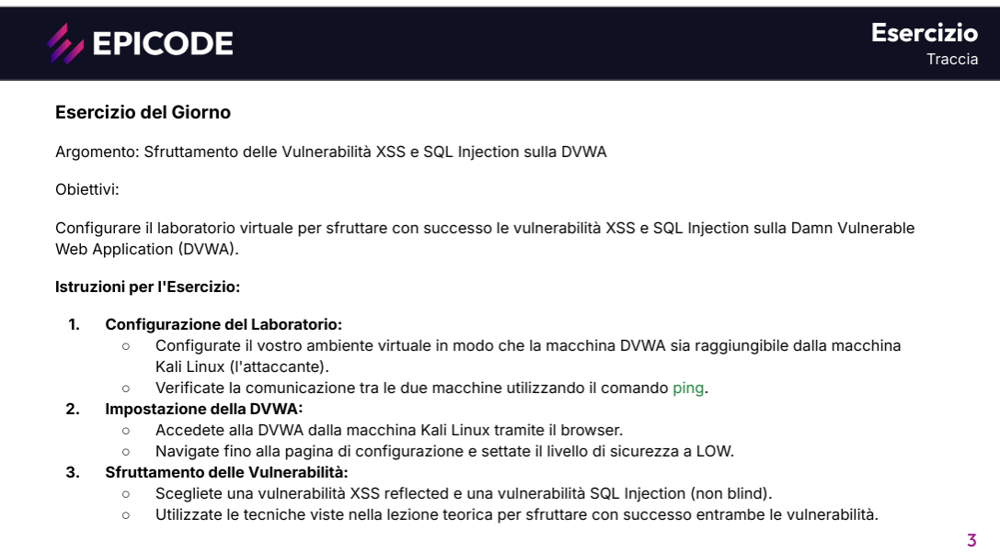 EPICODE
Esercizio
Traccia
Esercizio del Giorno
Argomento: Sfruttamento delle Vulnerabilità XSS e SQL Injection sulla DVWA
Obiettivi:
Configurare il laboratorio virtuale per sfruttare con successo le vulnerabilità XSS e SQL Injection sulla Damn Vulnerable
Web Application (DVWA).
Istruzioni per l'Esercizio:
1. Configurazione del Laboratorio:
○ Configurate il vostro ambiente virtuale in modo che la macchina DVWA sia raggiungibile dalla macchina
Kali Linux (l'attaccante).
○ Verificate la comunicazione tra le due macchine utilizzando il comando ping.
2. Impostazione della DVWA:
○ Accedete alla DVWA dalla macchina Kali Linux tramite il browser.
○ Navigate fino alla pagina di configurazione e settate il livello di sicurezza a LOW.
3. Sfruttamento delle Vulnerabilità:
○ Scegliete una vulnerabilità XSS reflected e una vulnerabilità SQL Injection (non blind).
○ Utilizzate le tecniche viste nella lezione teorica per sfruttare con successo entrambe le vulnerabilità.
3